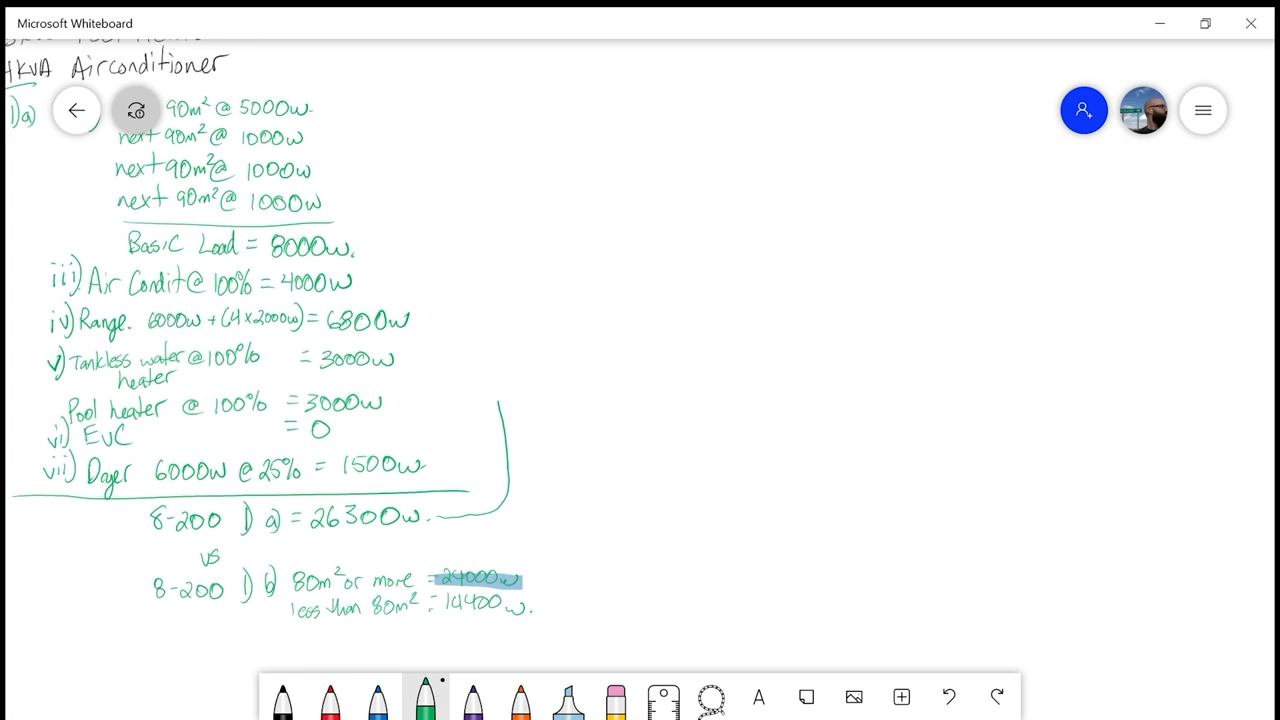 Microsoft Whiteboard
4KVA Airconditioner
1) a) 90m² @ 5000w
next 90m² @ 1000w
next 90m² @ 1000w
next 90m² @ 1000w
Basic Load = 8000w.
iii) Air Condit @ 100% = 4000w
iv) Range. 6000w + (.4 x 2000w) = 6800w
v) Tankless water @ 100% = 3000w
heater
Pool heater @ 100% = 3000w
vi) EVC = 0
vii) Dryer 6000w @ 25% = 1500w
8-200 1) a) = 26300w.
vs
8-200 1) b) 80m² or more = 24000w
less than 80m² = 14400w.
A